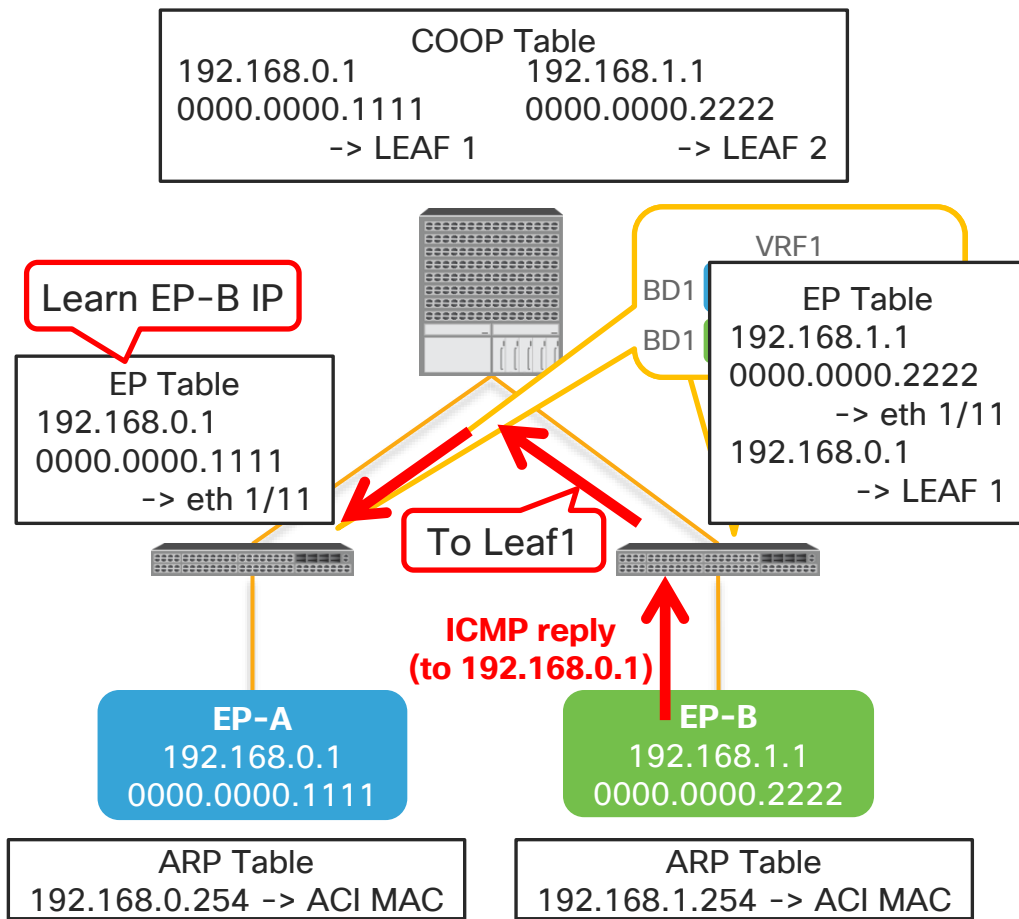 COOP Table
192.168.0.1 192.168.1.1
0000.0000.1111 0000.0000.2222
-> LEAF 1 -> LEAF 2
VRF1
BD1
BD1
Learn EP-B IP
EP Table
192.168.0.1
0000.0000.1111
-> eth 1/11
EP Table
192.168.1.1
0000.0000.2222
-> eth 1/11
192.168.0.1
-> LEAF 1
To Leaf1
ICMP reply
(to 192.168.0.1)
EP-A
192.168.0.1
0000.0000.1111
EP-B
192.168.1.1
0000.0000.2222
ARP Table
192.168.0.254 -> ACI MAC
ARP Table
192.168.1.254 -> ACI MAC